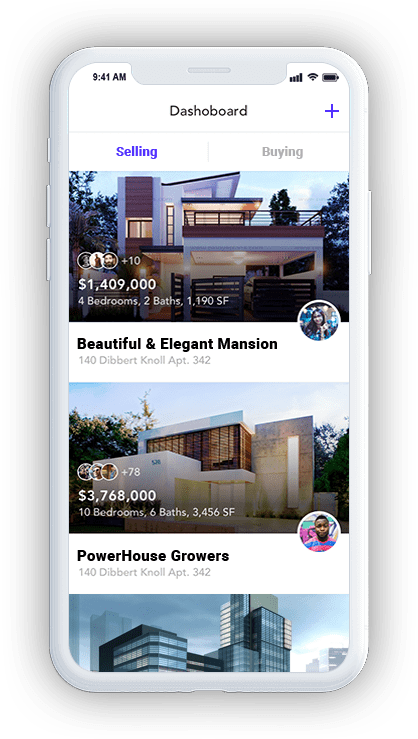 9:41 AM
Dashoboard
Selling
Buying
+10
$1,409,000
4 Bedrooms, 2 Baths, 1,190 SF
Beautiful & Elegant Mansion
140 Dibbert Knoll Apt. 342
526
+78
$3,768,000
10 Bedrooms, 6 Baths, 3,456 SF
PowerHouse Growers
140 Dibbert Knoll Apt. 342